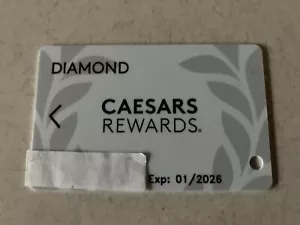 DIAMOND
CAESARS
REWARDS®
Exp: 01/2026